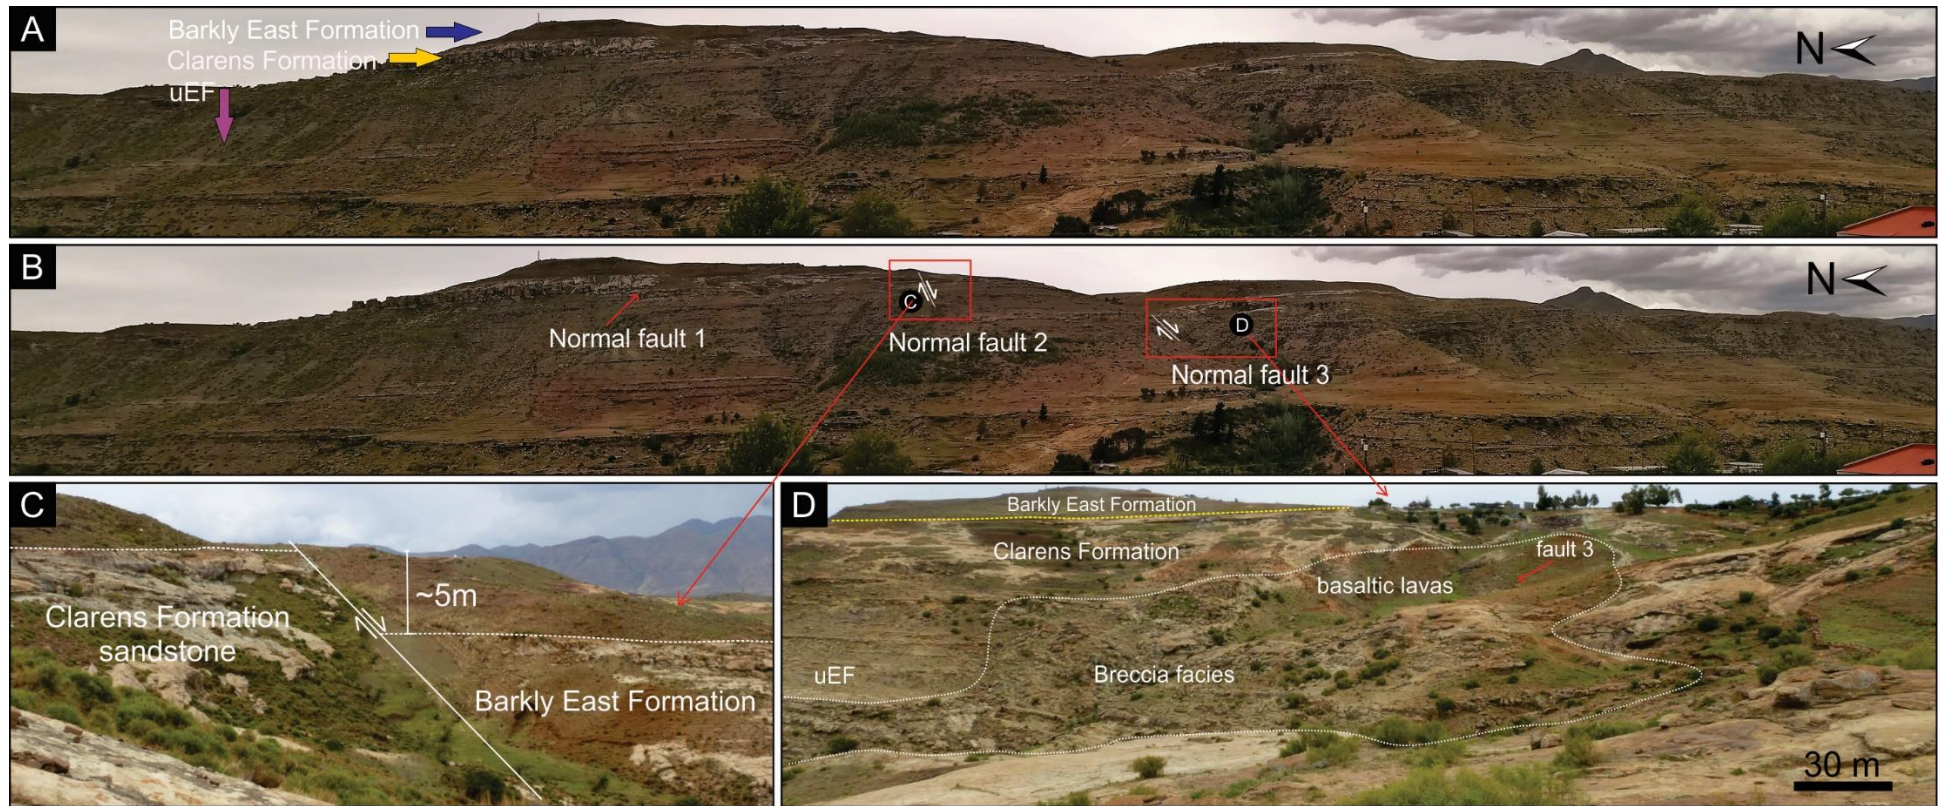 A
Barkly East Formation
Clarens Formation
uEF
N
B
N
C
D
Normal fault 1
Normal fault 2
Normal fault 3
C
~5m
Clarens Formation
sandstone
Barkly East Formation
D
Barkly East Formation
Clarens Formation
fault 3
basaltic lavas
uEF
Breccia facies
30 m